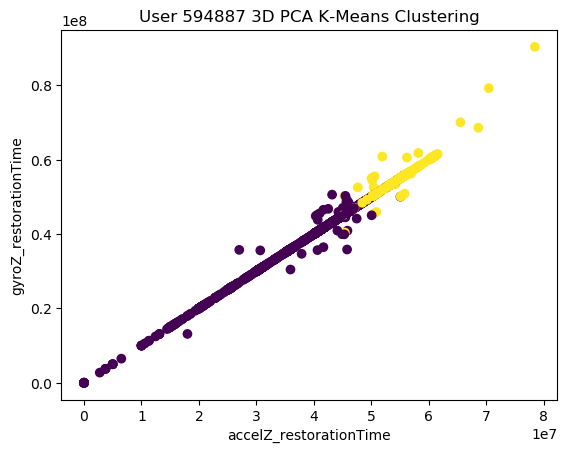 User 594887 3D PCA K-Means Clustering
1e8
0.8
0.6
0.4
0.2
0.0
gyroZ_restorationTime
0 1 2 3 4 5 6 7 8
1e7
accelZ_restorationTime